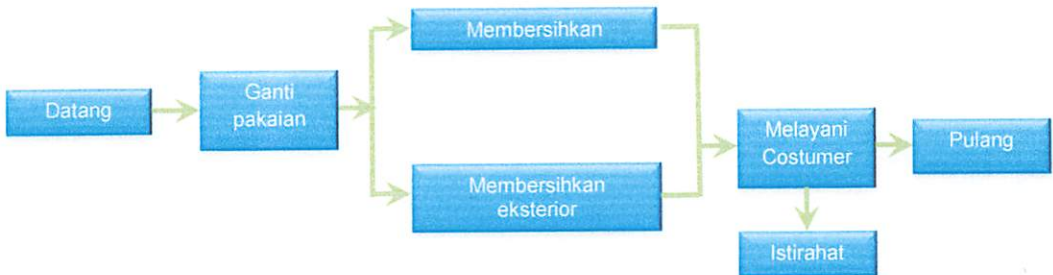 Datang
Ganti
pakaian
Membersihkan
Membersihkan
eksterior
Melayani
Costumer
Pulang
Istirahat